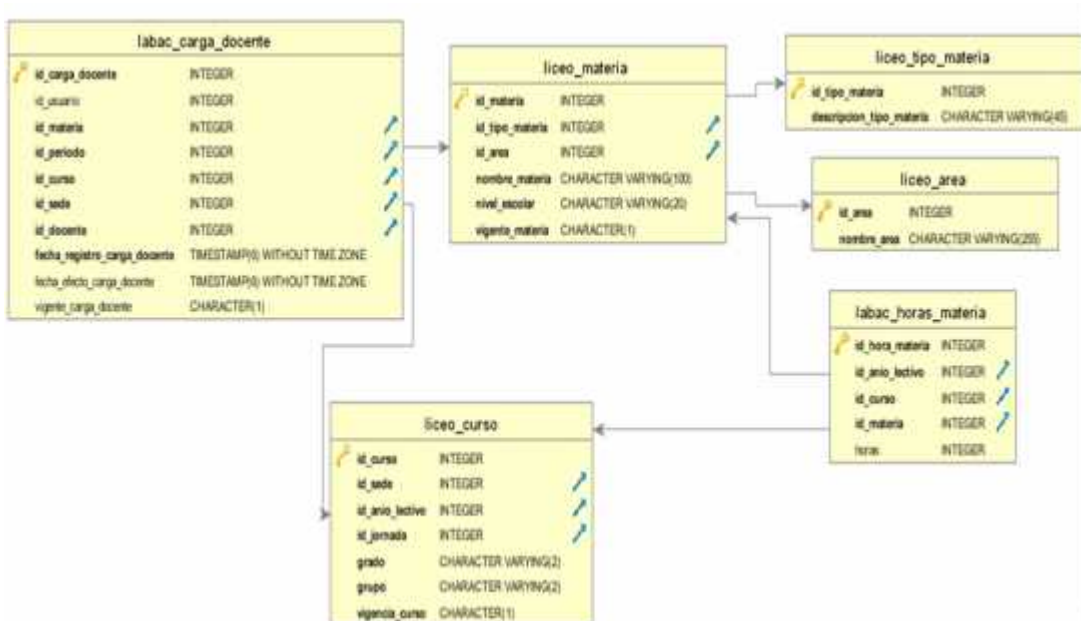 labac_carga_docente
id_carga_docente INTEGER
id_usuario INTEGER
id_materia INTEGER
id_periodo INTEGER
id_curso INTEGER
id_sede INTEGER
id_docente INTEGER
fecha_registro_carga_docente TIMESTAMP(0) WITHOUT TIME ZONE
fecha_efecto_carga_docente TIMESTAMP(0) WITHOUT TIME ZONE
vigente_carga_docente CHARACTER(1)
liceo_materia
id_materia INTEGER
id_tipo_materia INTEGER
id_area INTEGER
nombre_materia CHARACTER VARYING(100)
nivel_escolar CHARACTER VARYING(20)
vigente_materia CHARACTER(1)
liceo_tipo_materia
id_tipo_materia INTEGER
descripcion_tipo_materia CHARACTER VARYING(45)
liceo_area
id_area INTEGER
nombre_area CHARACTER VARYING(255)
labac_horas_materia
id_hora_materia INTEGER
id_anio_lectivo INTEGER
id_curso INTEGER
id_materia INTEGER
horas INTEGER
liceo_curso
id_curso INTEGER
id_sede INTEGER
id_anio_lectivo INTEGER
id_jornada INTEGER
grado CHARACTER VARYING(2)
grupo CHARACTER VARYING(2)
vigencia_curso CHARACTER(1)